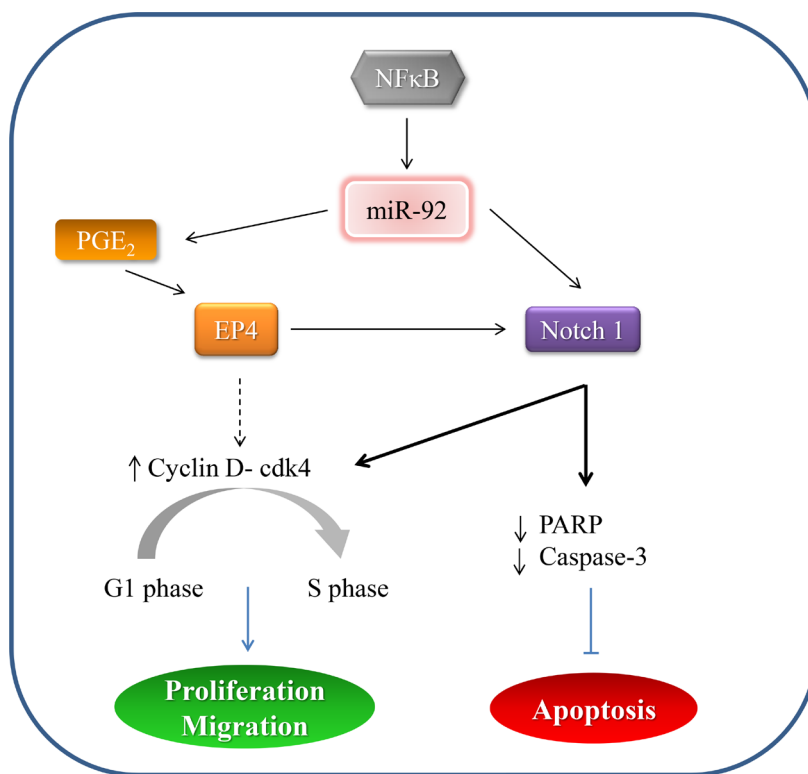 NFκB
miR-92
PGE₂
EP4
Notch 1
↑ Cyclin D- cdk4
↓ PARP
↓ Caspase-3
G1 phase
S phase
Proliferation
Migration
Apoptosis